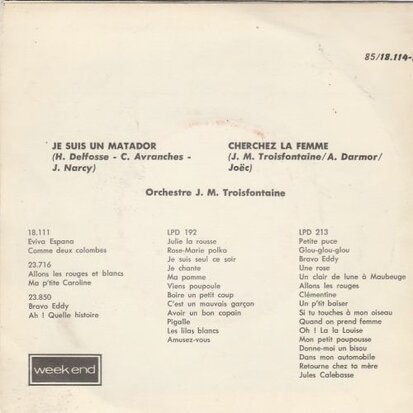 85/18.114-
JE SUIS UN MATADOR
(H. Delfosse - C. Avranches -
J. Narcy)
CHERCHEZ LA FEMME
(J. M. Troisfontaine/A. Darmor/
Joëc)
Orchestre J. M. Troisfontaine
18.111
Eviva Espana
Comme deux colombes
23.716
Allons les rouges et blancs
Ma p'tite Caroline
23.850
Bravo Eddy
Ah ! Quelle histoire
LPD 192
Julie la rousse
Rose-Marie polka
Je suis seul ce soir
Je chante
Ma pomme
Viens poupoule
Boire un petit coup
C'est un mauvais garçon
Avoir un bon copain
Pigalle
Les lilas blancs
Amusez-vous
LPD 213
Petite puce
Glou-glou-glou
Bravo Eddy
Une rose
Un clair de lune à Maubeuge
Allons les rouges
Clémentine
Un p'tit baiser
Si tu touches à mon oiseau
Quand on prend femme
Oh ! La la Louise
Mon petit poupousse
Donne-moi un bisou
Dans mon automobile
Retourne chez ta mère
Jules Calebasse
week end